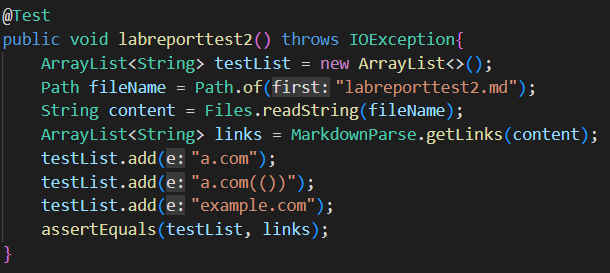 @Test
public void labreporttest2() throws IOException{
    ArrayList<String> testList = new ArrayList<>();
    Path fileName = Path.of(first: "labreporttest2.md");
    String content = Files.readString(fileName);
    ArrayList<String> links = MarkdownParse.getLinks(content);
    testList.add(e: "a.com");
    testList.add(e: "a.com(())");
    testList.add(e: "example.com");
    assertEquals(testList, links);
}